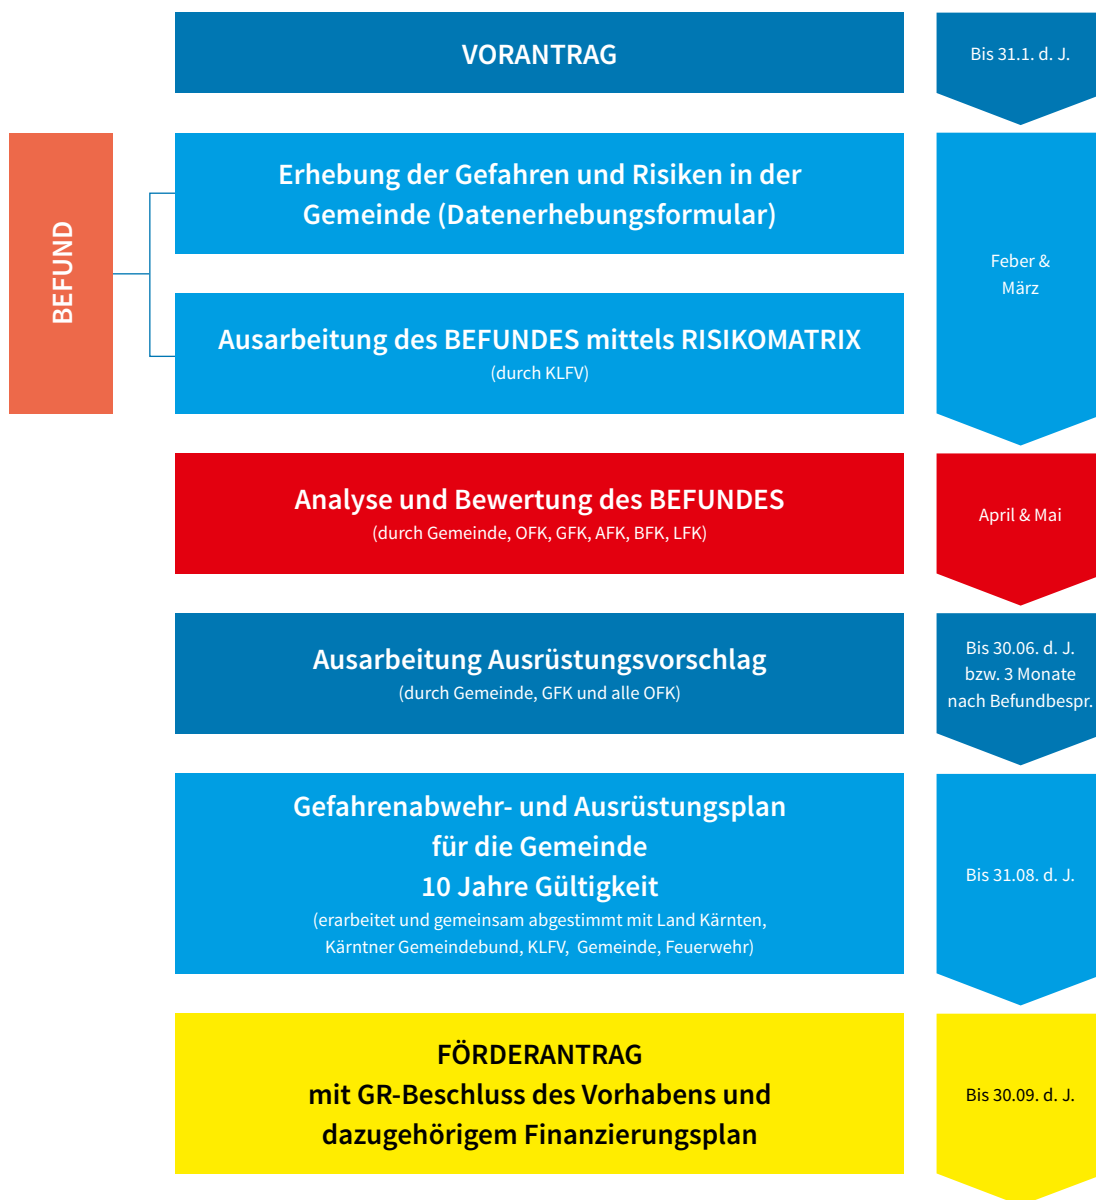 VORANTRAG
Bis 31.1. d. J.
BEFUND
Erhebung der Gefahren und Risiken in der
Gemeinde (Datenerhebungsformular)
Feber &
März
Ausarbeitung des BEFUNDES mittels RISIKOMATRIX
(durch KLFV)
Analyse und Bewertung des BEFUNDES
(durch Gemeinde, OFK, GFK, AFK, BFK, LFK)
April & Mai
Ausarbeitung Ausrüstungsvorschlag
(durch Gemeinde, GFK und alle OFK)
Bis 30.06. d. J.
bzw. 3 Monate
nach Befundbespr.
Gefahrenabwehr- und Ausrüstungsplan
für die Gemeinde
10 Jahre Gültigkeit
(erarbeitet und gemeinsam abgestimmt mit Land Kärnten,
Kärntner Gemeindebund, KLFV, Gemeinde, Feuerwehr)
Bis 31.08. d. J.
FÖRDERANTRAG
mit GR-Beschluss des Vorhabens und
dazugehörigem Finanzierungsplan
Bis 30.09. d. J.